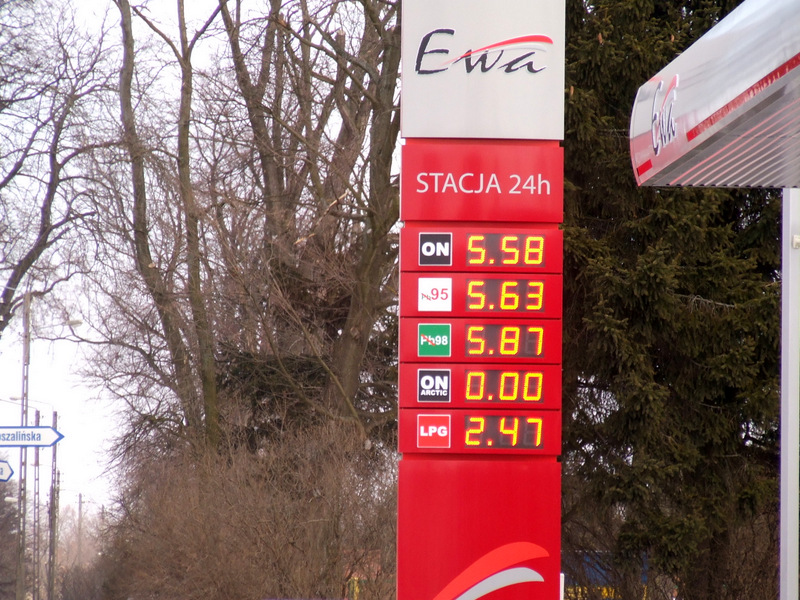 Ewa
Ewa
STACJA 24h
ON 5.58
95 5.63
Pb98 5.87
ON ARCTIC 0.00
LPG 2.47
oszalińska